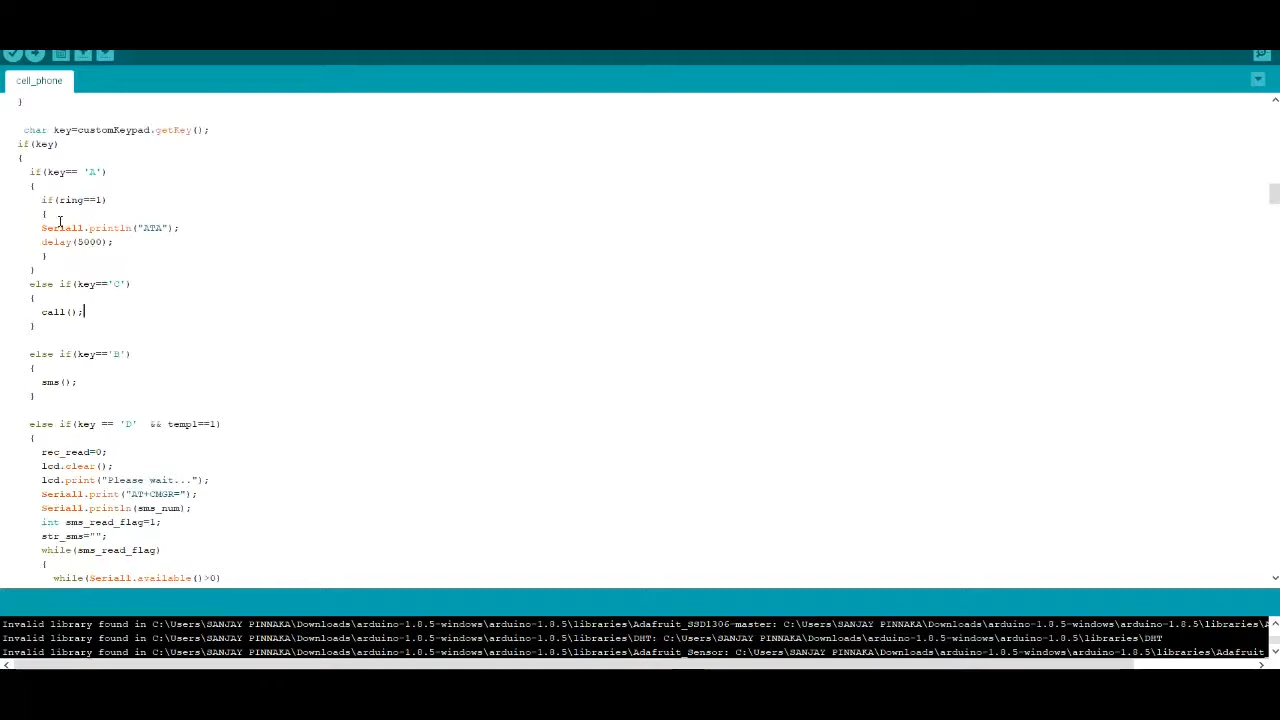 cell_phone
}
char key=customKeypad.getKey();
if(key)
{
if(key== 'A')
{
if(ring==1)
{
Serial1.println("ATA");
delay(5000);
}
}
else if(key=='C')
{
call();
}
else if(key=='B')
{
sms();
}
else if(key == 'D' && temp1==1)
{
rec_read=0;
lcd.clear();
lcd.print("Please wait...");
Serial1.print("AT+CMGR=");
Serial1.println(sms_num);
int sms_read_flag=1;
str_sms="";
while(sms_read_flag)
{
while(Serial1.available()>0)
Invalid library found in C:\Users\SANJAY PINNAKA\Downloads\arduino-1.8.5-windows\arduino-1.8.5\libraries\Adafruit_SSD1306-master: C:\Users\SANJAY PINNAKA\Downloads\arduino-1.8.5-windows\arduino-1.8.5\libraries\A
Invalid library found in C:\Users\SANJAY PINNAKA\Downloads\arduino-1.8.5-windows\arduino-1.8.5\libraries\DHT: C:\Users\SANJAY PINNAKA\Downloads\arduino-1.8.5-windows\arduino-1.8.5\libraries\DHT
Invalid library found in C:\Users\SANJAY PINNAKA\Downloads\arduino-1.8.5-windows\arduino-1.8.5\libraries\Adafruit_Sensor: C:\Users\SANJAY PINNAKA\Downloads\arduino-1.8.5-windows\arduino-1.8.5\libraries\Adafruit_